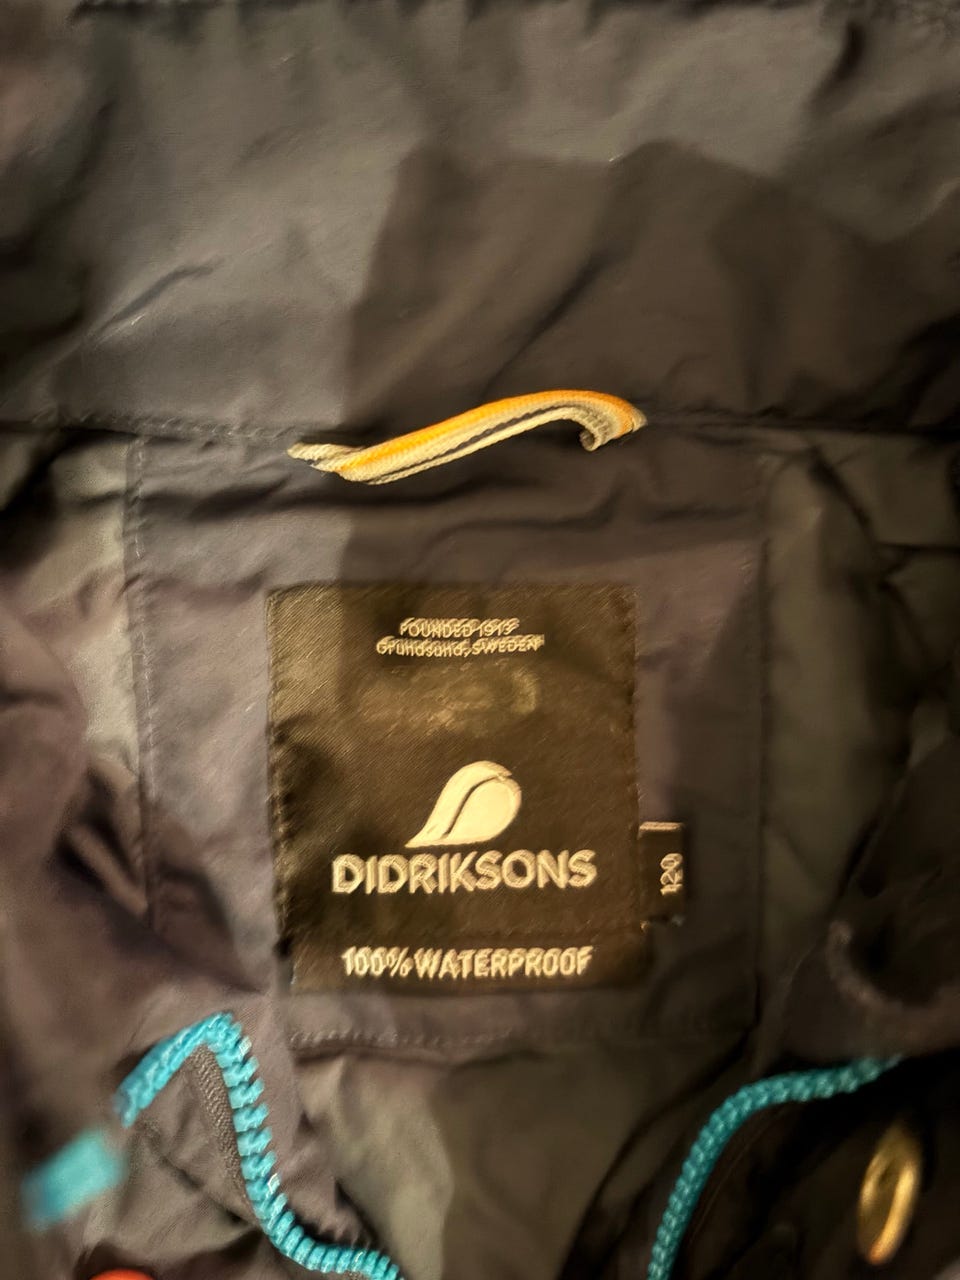 FOUNDED 1913
Grundsund, SWEDEN
DIDRIKSONS
120
100% WATERPROOF